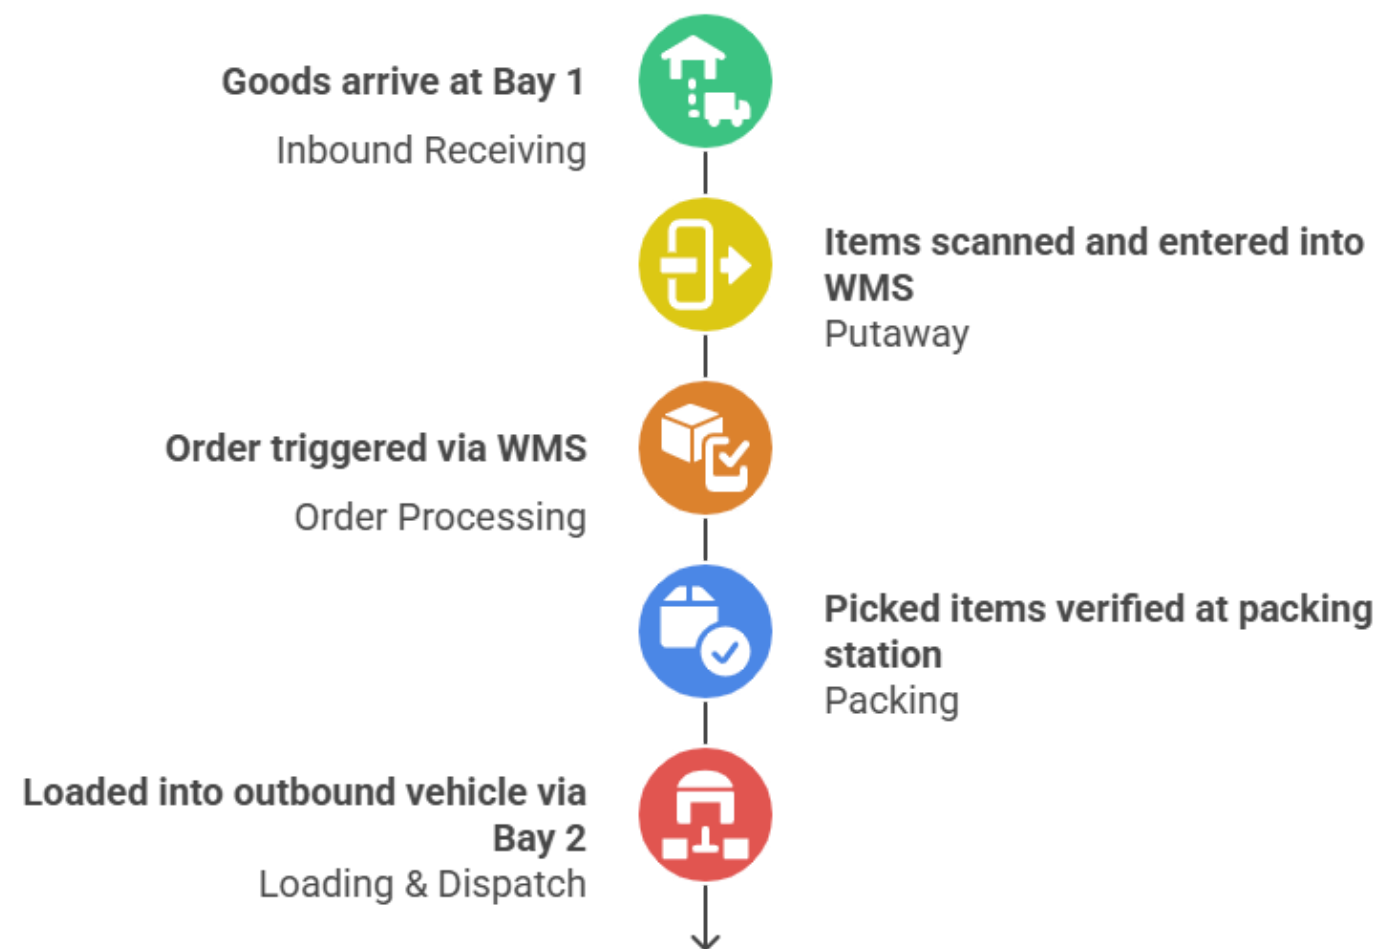 Goods arrive at Bay 1
Inbound Receiving
Items scanned and entered into
WMS
Putaway
Order triggered via WMS
Order Processing
Picked items verified at packing
station
Packing
Loaded into outbound vehicle via
Bay 2
Loading & Dispatch